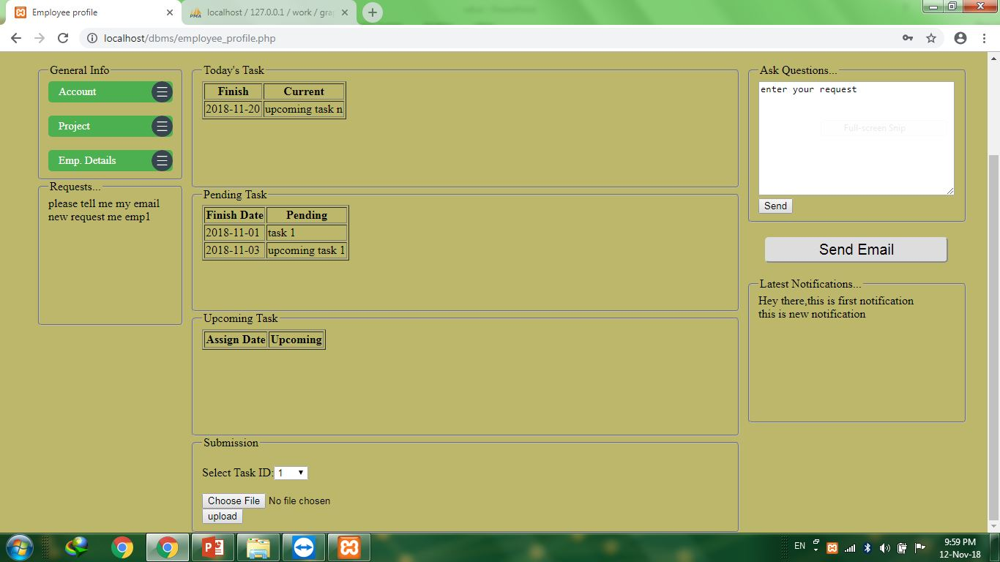 Employee profile
localhost / 127.0.0.1 / work / gra
localhost/dbms/employee_profile.php
General Info
Account
Project
Emp. Details
Requests...
please tell me my email
new request me emp1
Today's Task
Finish Current
2018-11-20 upcoming task n
Pending Task
Finish Date Pending
2018-11-01 task 1
2018-11-03 upcoming task 1
Upcoming Task
Assign Date Upcoming
Submission
Select Task ID: 1
Choose File No file chosen
upload
Ask Questions...
enter your request
Full-screen Snip
Send
Send Email
Latest Notifications...
Hey there,this is first notification
this is new notification
EN
9:59 PM
12-Nov-18